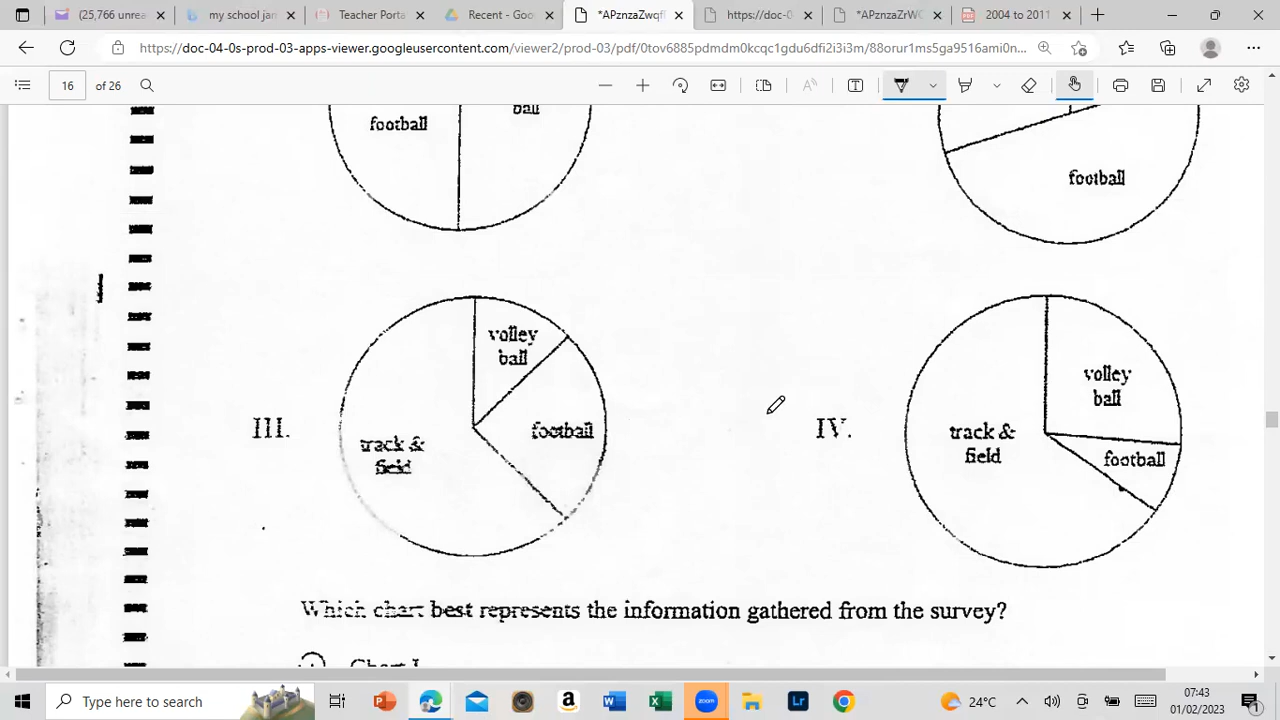 (25,766 unrea
my school jan
Teacher Porta
Recent - Goo
*APznzaZwqf
https://doc-0
*APznzaZrWC
2004 to 2011
https://doc-04-0s-prod-03-apps-viewer.googleusercontent.com/viewer2/prod-03/pdf/0tov6885pdmdm0kcqc1gdu6dfi2i3i3m/88orur1ms5ga9516ami0n...
16 of 26
football
ball
football
III.
volley
ball
football
track &
field
IV.
volley
ball
football
track &
field
Which chart best represents the information gathered from the survey?
Chart I
Type here to search
24°C
07:43
01/02/2023